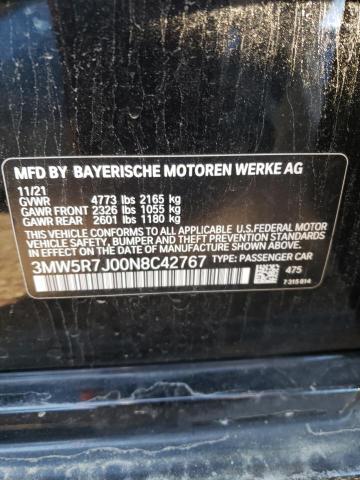 MFD BY BAYERISCHE MOTOREN WERKE AG
11/21
GVWR 4773 lbs 2165 kg
GAWR FRONT 2326 lbs 1055 kg
GAWR REAR 2601 lbs 1180 kg
THIS VEHICLE CONFORMS TO ALL APPLICABLE U.S.FEDERAL MOTOR
VEHICLE SAFETY, BUMPER, AND THEFT PREVENTION STANDARDS IN
EFFECT ON THE DATE OF MANUFACTURE SHOWN ABOVE.
3MW5R7J00N8C42767 TYPE: PASSENGER CAR
475
7315814